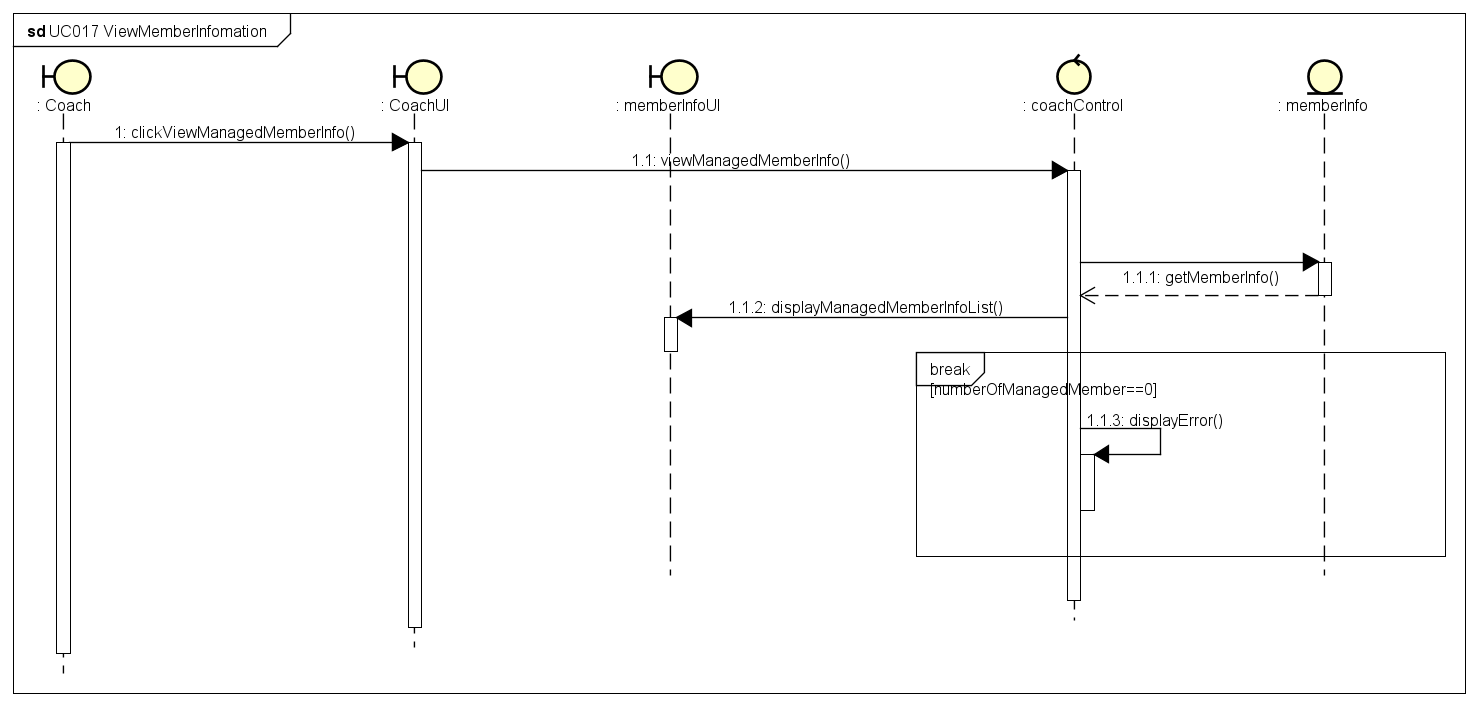 sd UC017 ViewMemberInfomation
: Coach
: CoachUI
: memberInfoUI
: coachControl
: memberInfo
1: clickViewManagedMemberInfo()
1.1: viewManagedMemberInfo()
1.1.1: getMemberInfo()
1.1.2: displayManagedMemberInfoList()
break
[numberOfManagedMember==0]
1.1.3: displayError()